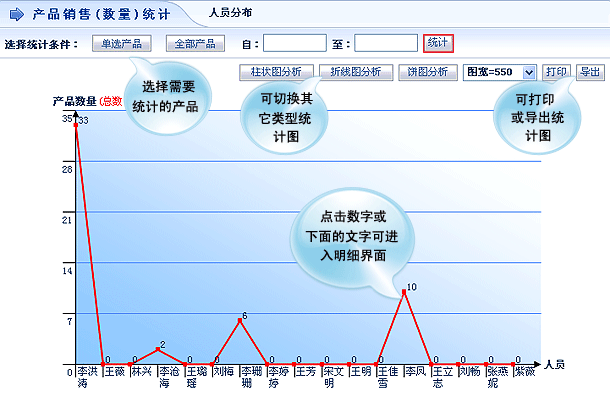 产品销售(数量)统计 人员分布
选择统计条件: 单选产品 全部产品 自: 至: 统计
柱状图分析 折线图分析 饼图分析 图宽=550 打印 导出
选择需要
统计的产品
可切换其
它类型统
计图
可打印
或导出统
计图
产品数量 (总数
35
33
28
21
14
7
0
点击数字或
下面的文字可进
入明细界面
0 0 2 0 0 6 0 0 0 0 0 10 0 0 0 0
李洪涛 王薇 林兴 李沧海 王璐瑶 刘梅 李珊珊 李婷婷 王芳 宋文明 王明 王佳雪 李凤 王立志 刘畅 张燕妮 紫薇
人员